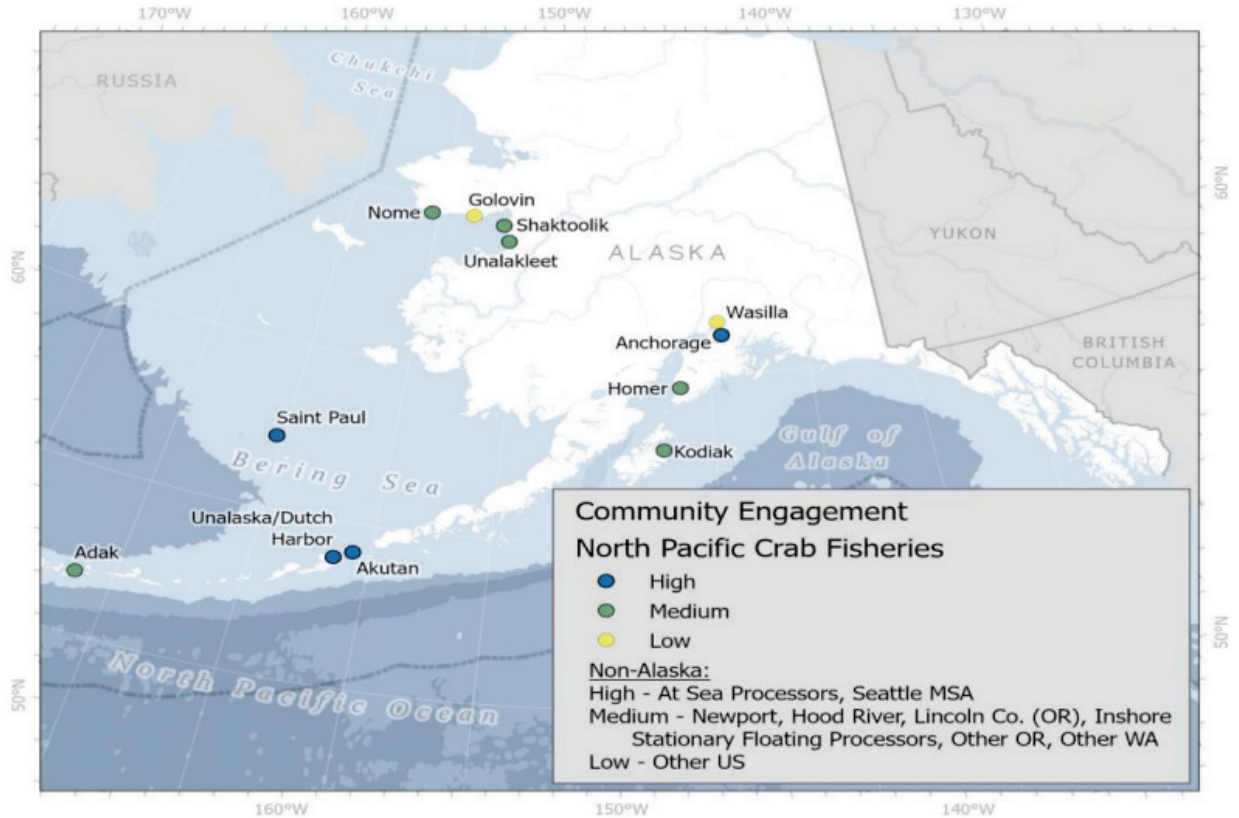 170°W
160°W
150°W
140°W
130°W
Chukchi
Sea
RUSSIA
60°N
60°N
Golovin
Nome
Shaktoolik
Unalakleet
ALASKA
YUKON
Wasilla
Anchorage
BRITISH
COLUMBIA
Homer
Saint Paul
Bering Sea
Kodiak
Gulf of
Alaska
Unalaska/Dutch
Harbor
Akutan
Adak
North Pacific Ocean
50°N
50°N
Community Engagement
North Pacific Crab Fisheries
High
Medium
Low
Non-Alaska:
High - At Sea Processors, Seattle MSA
Medium - Newport, Hood River, Lincoln Co. (OR), Inshore
Stationary Floating Processors, Other OR, Other WA
Low - Other US
160°W
150°W
140°W